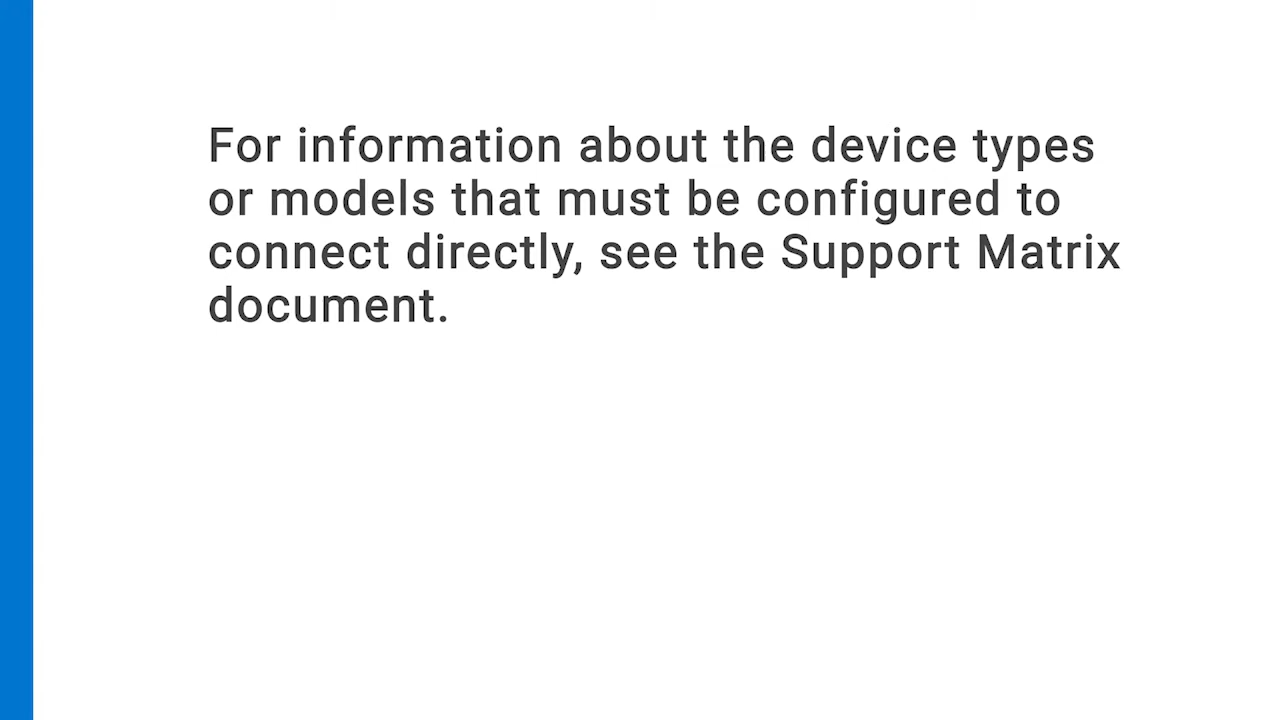 For information about the device types
or models that must be configured to
connect directly, see the Support Matrix
document.